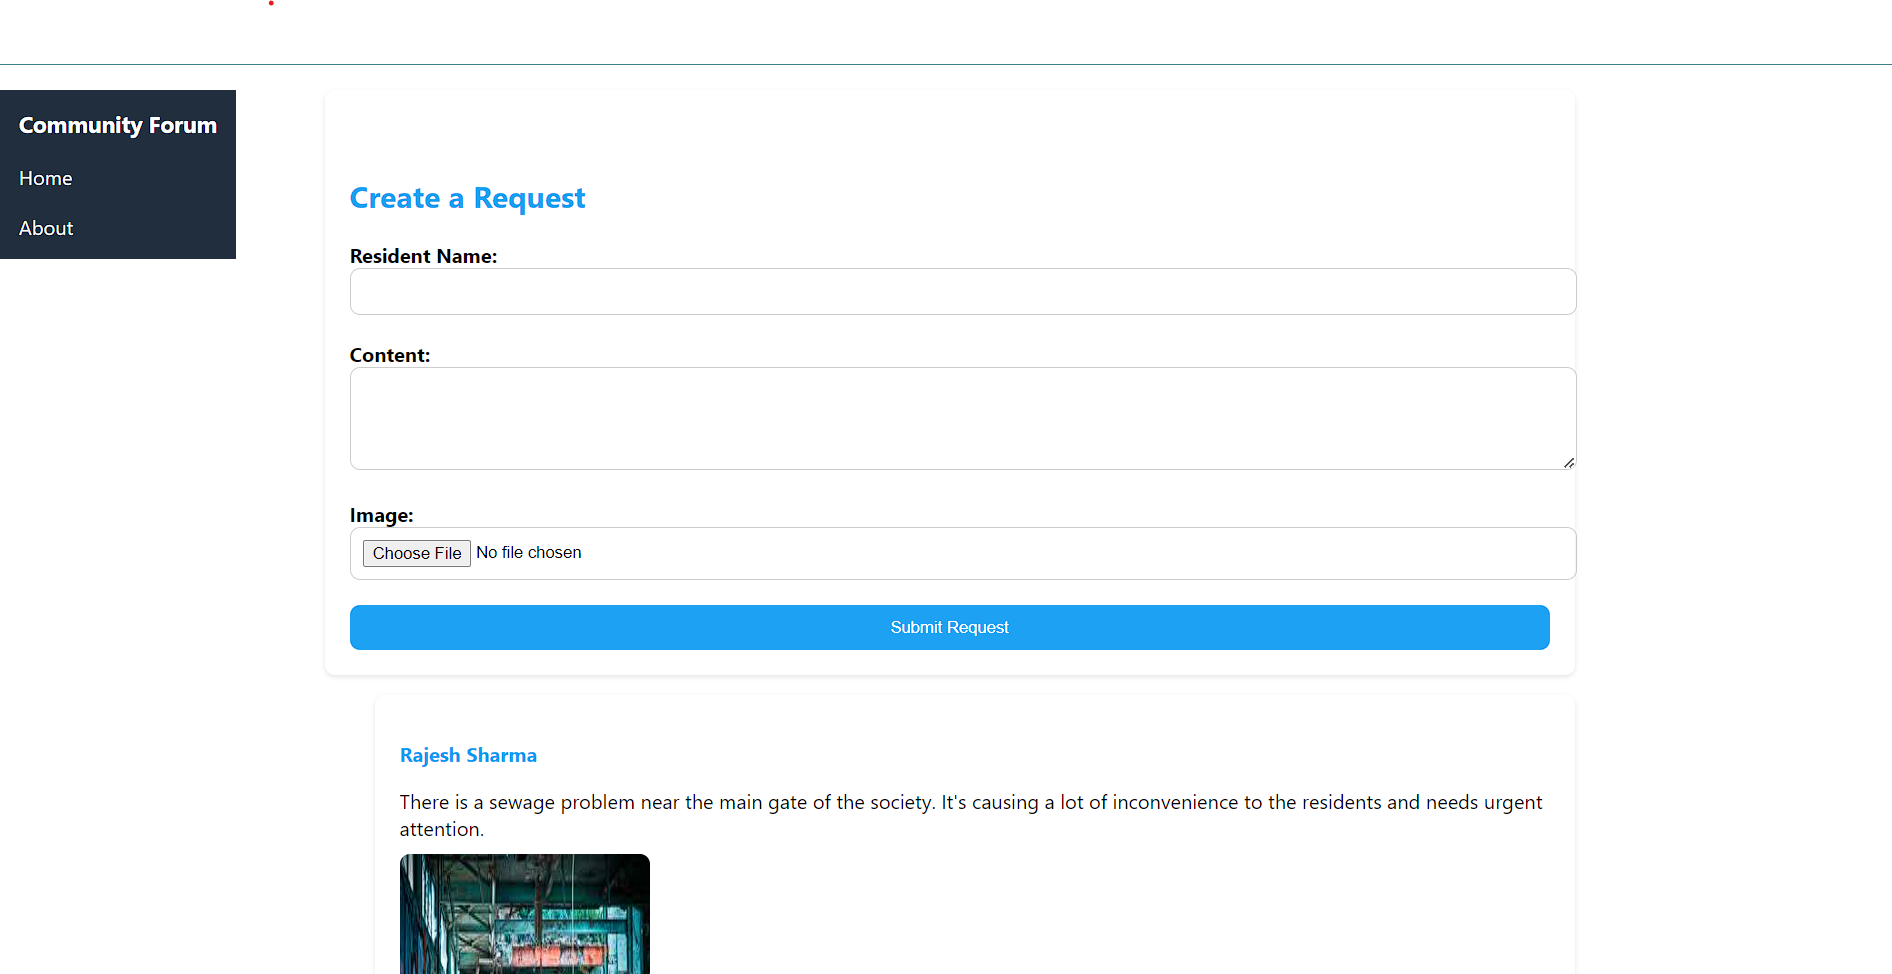 Community Forum
Home
About
Create a Request
Resident Name:
Content:
Image:
Choose File No file chosen
Submit Request
Rajesh Sharma
There is a sewage problem near the main gate of the society. It's causing a lot of inconvenience to the residents and needs urgent
attention.